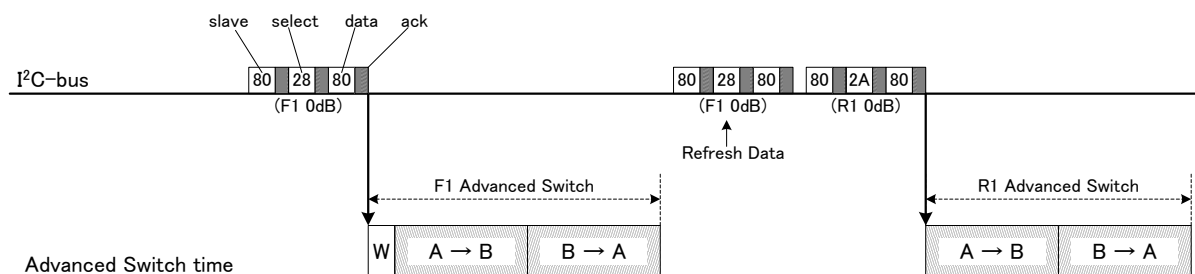 slave select data ack
I²C-bus
80 28 80 80 28 80 80 2A 80
(F1 0dB) (F1 0dB) (R1 0dB)
Refresh Data
F1 Advanced Switch R1 Advanced Switch
W A → B B → A A → B B → A
Advanced Switch time